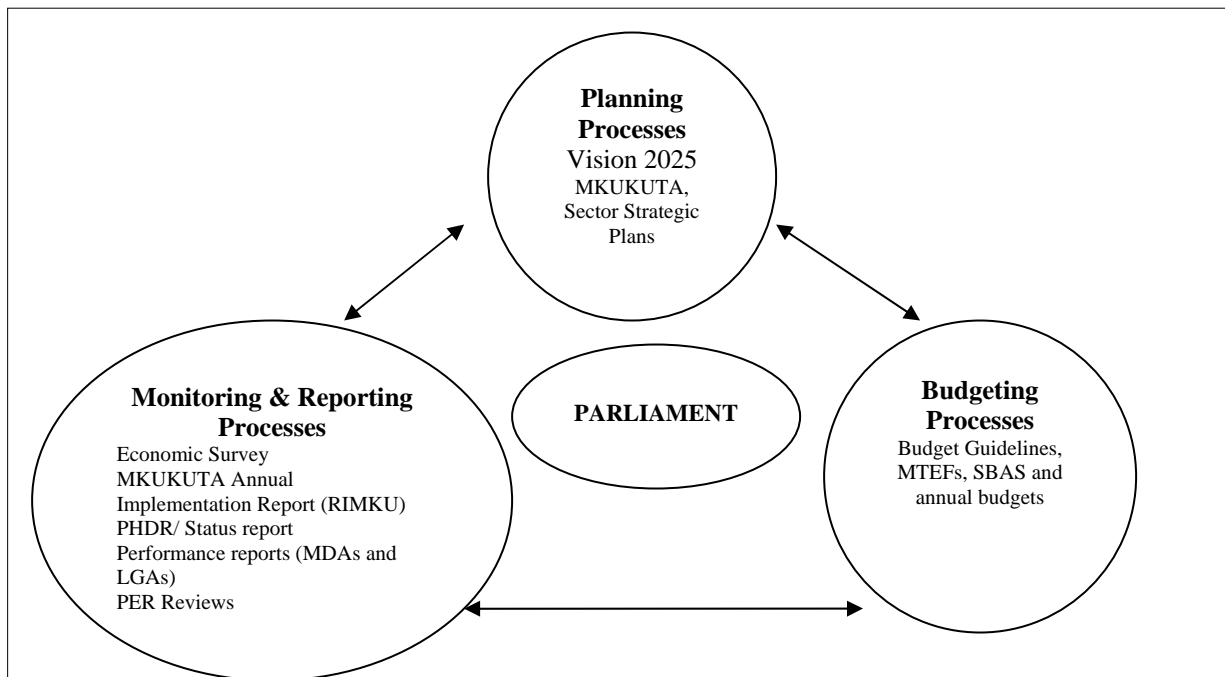 Planning
Processes
Vision 2025
MKUKUTA,
Sector Strategic
Plans
Monitoring & Reporting
Processes
Economic Survey
MKUKUTA Annual
Implementation Report (RIMKU)
PHDR/ Status report
Performance reports (MDAs and
LGAs)
PER Reviews
PARLIAMENT
Budgeting
Processes
Budget Guidelines,
MTEFs, SBAS and
annual budgets